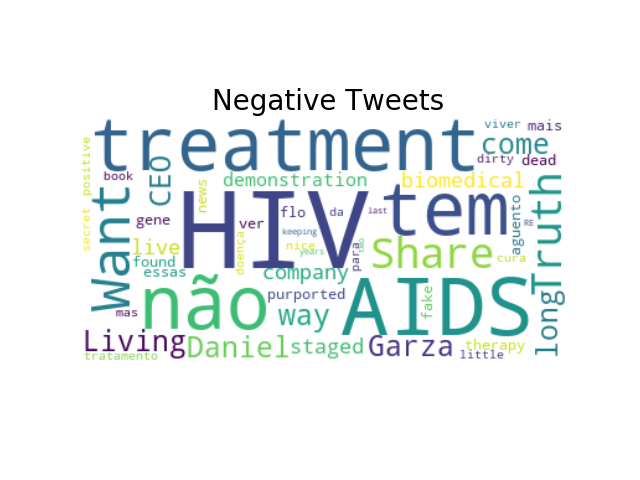 Negative Tweets
treatment
viver
mais
come
dirty
dead
positive
book
CEO
news
demonstration
biomedical
Want
HIV
tem
Truth
secret
gene
ver
flo
da
last
RE
aguento
keeping
live
doença
nice
years
par
Share
cura
found
essas
company
não
purported
way
AIDS
fake
long
mas
Living
Daniel
staged
Garza
therapy
tratamento
little